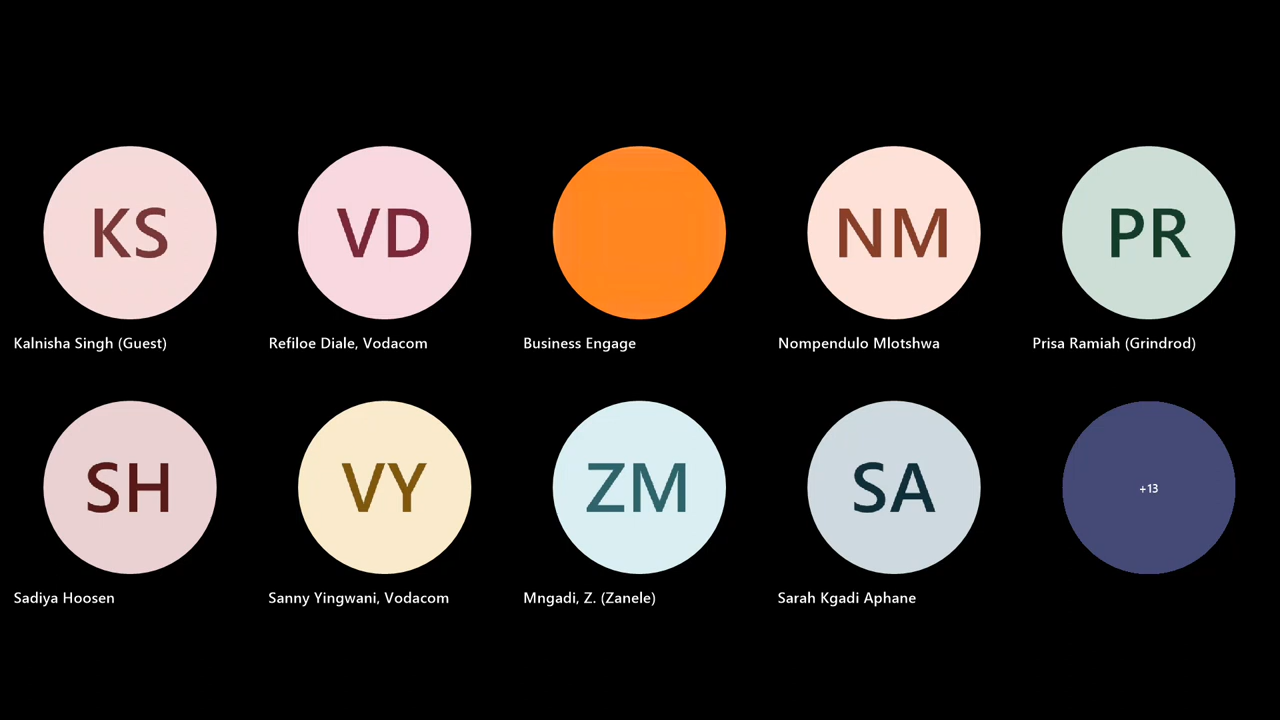 KS
VD
NM
PR
Kalnisha Singh (Guest)
Refiloe Diale, Vodacom
Business Engage
Nompendulo Mlotshwa
Prisa Ramiah (Grindrod)
SH
VY
ZM
SA
+13
Sadiya Hoosen
Sanny Yingwani, Vodacom
Mngadi, Z. (Zanele)
Sarah Kgadi Aphane